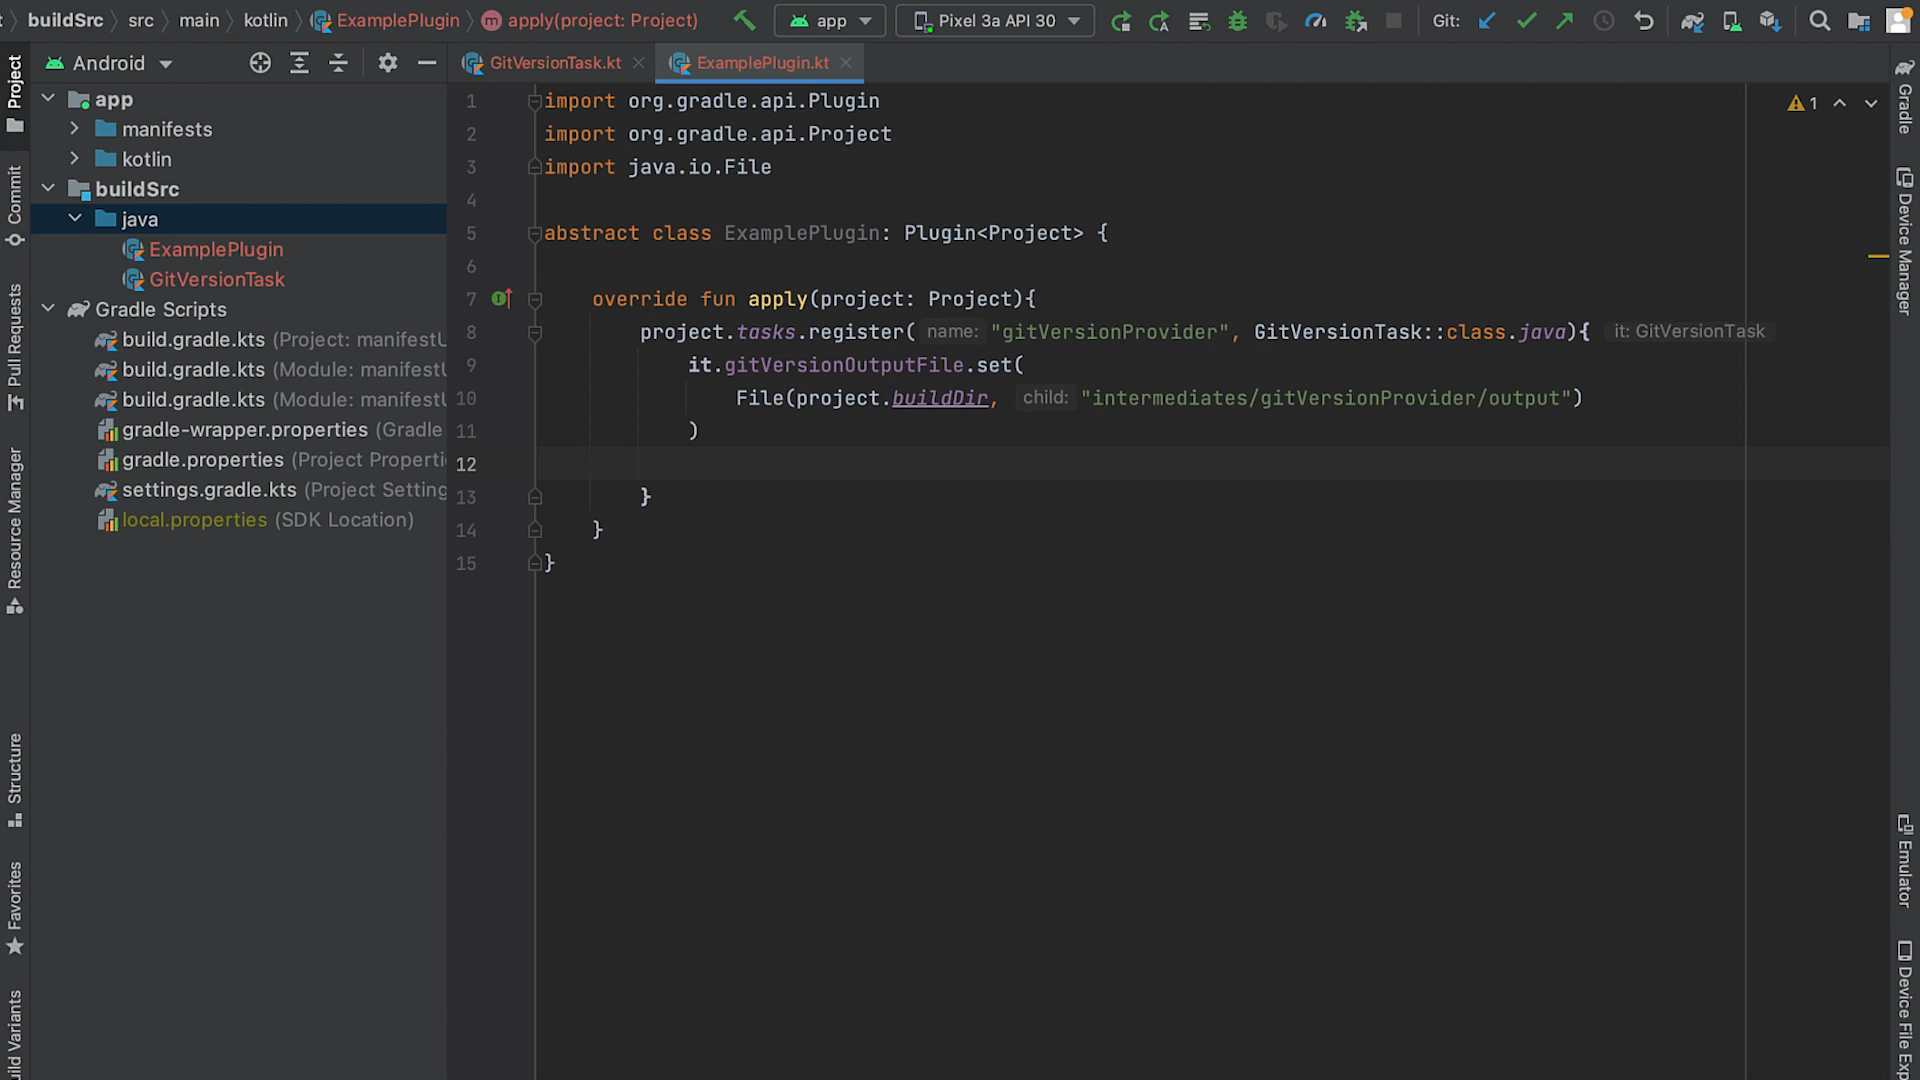 buildSrc src main kotlin ExamplePlugin apply(project: Project) app Pixel 3a API 30 Git:
Project
Commit
Pull Requests
Resource Manager
Structure
Favorites
Android
app
manifests
kotlin
buildSrc
java
ExamplePlugin
GitVersionTask
Gradle Scripts
build.gradle.kts (Project: manifestU
build.gradle.kts (Module: manifestU
build.gradle.kts (Module: manifestU
gradle-wrapper.properties (Gradle
gradle.properties (Project Properti
settings.gradle.kts (Project Setting
local.properties (SDK Location)
GitVersionTask.kt ExamplePlugin.kt
1 import org.gradle.api.Plugin
2 import org.gradle.api.Project
3 import java.io.File
4
5 abstract class ExamplePlugin: Plugin<Project> {
6
7 override fun apply(project: Project){
8 project.tasks.register( name: "gitVersionProvider", GitVersionTask::class.java){ it: GitVersionTask
9 it.gitVersionOutputFile.set(
10 File(project.buildDir, child: "intermediates/gitVersionProvider/output")
11 )
12
13 }
14 }
15 }
1
Gradle
Device Manager
Emulator
Device File Exp
uild Variants